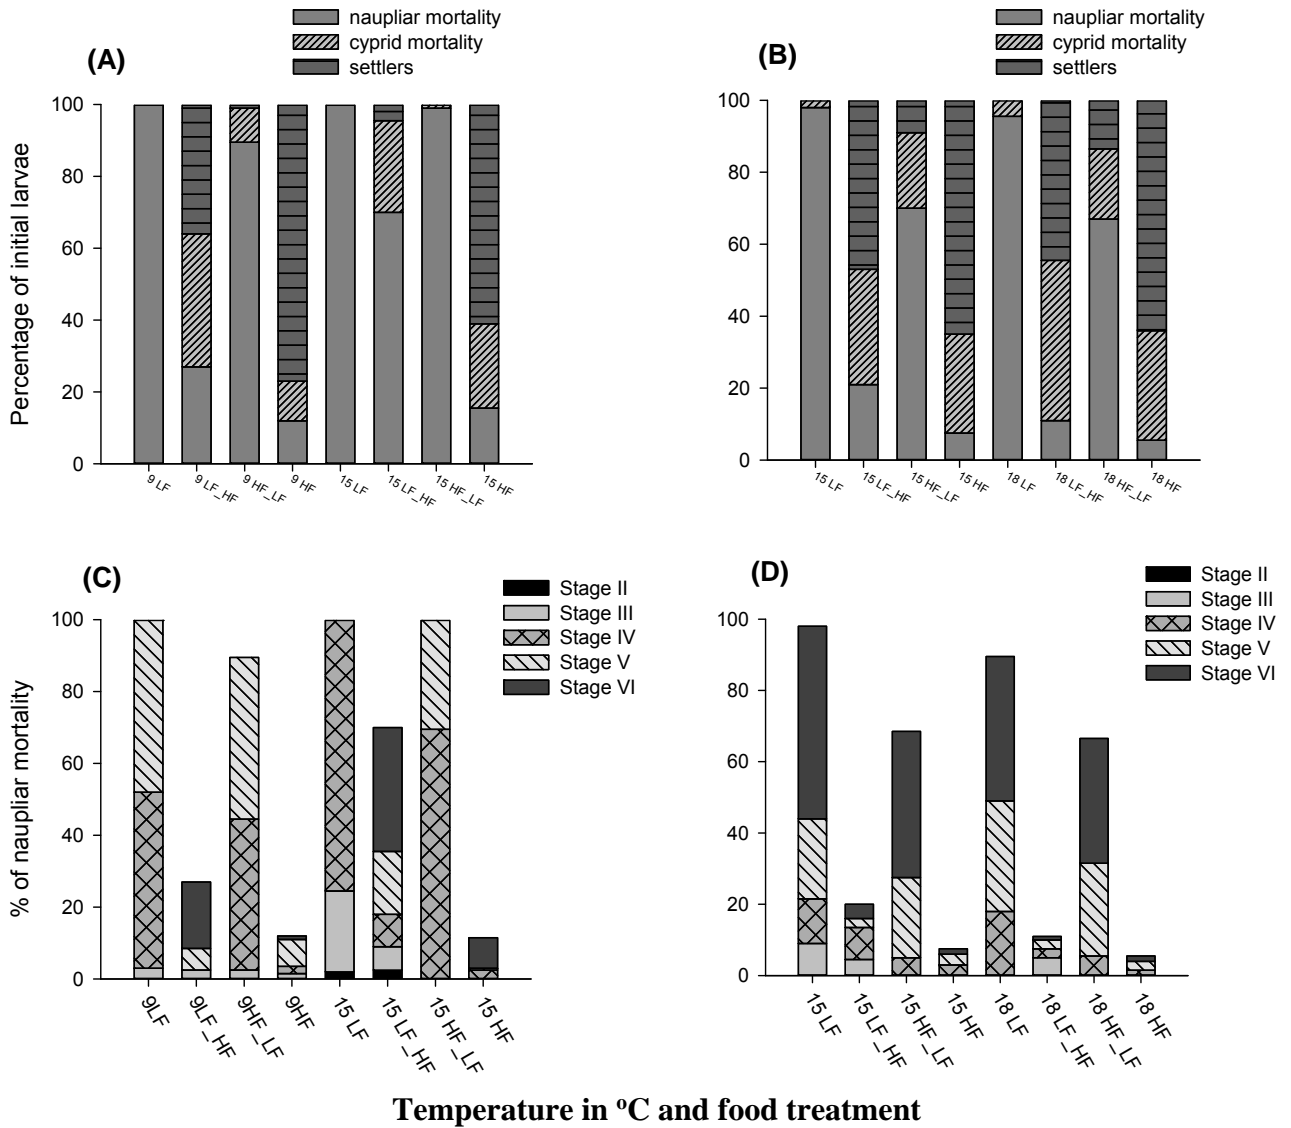 naupliar mortality
cyprid mortality
settlers
(A)
100
80
60
40
20
0
Percentage of initial larvae
9 LF
9 LF_HF
9 HF_LF
9 HF
15 LF
15 LF_HF
15 HF_LF
15 HF
naupliar mortality
cyprid mortality
settlers
(B)
100
80
60
40
20
0
15 LF
15 LF_HF
15 HF_LF
15 HF
18 LF
18 LF_HF
18 HF_LF
18 HF
(C)
Stage II
Stage III
Stage IV
Stage V
Stage VI
100
80
60
40
20
0
% of naupliar mortality
9LF
9LF_HF
9HF_LF
9HF
15 LF
15 LF_HF
15 HF_LF
15 HF
(D)
Stage II
Stage III
Stage IV
Stage V
Stage VI
100
80
60
40
20
0
15 LF
15 LF_HF
15 HF_LF
15 HF
18 LF
18 LF_HF
18 HF_LF
18 HF
Temperature in ºC and food treatment